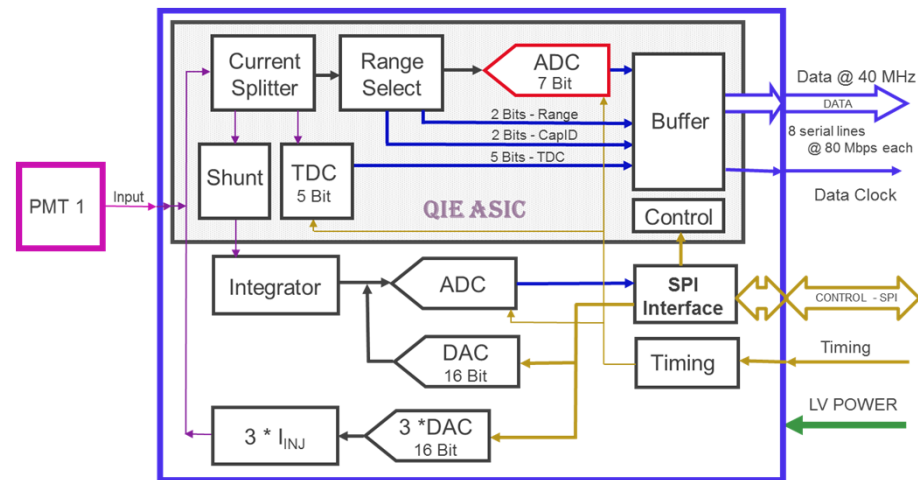 Current
Splitter
Range
Select
ADC
7 Bit
Buffer
Data @ 40 MHz
DATA
2 Bits - Range
2 Bits - CapID
5 Bits - TDC
8 serial lines
@ 80 Mbps each
Data Clock
Shunt
TDC
5 Bit
QIE ASIC
Control
PMT 1
Input
Integrator
ADC
SPI
Interface
CONTROL - SPI
DAC
16 Bit
Timing
Timing
LV POWER
3 * IINJ
3 *DAC
16 Bit